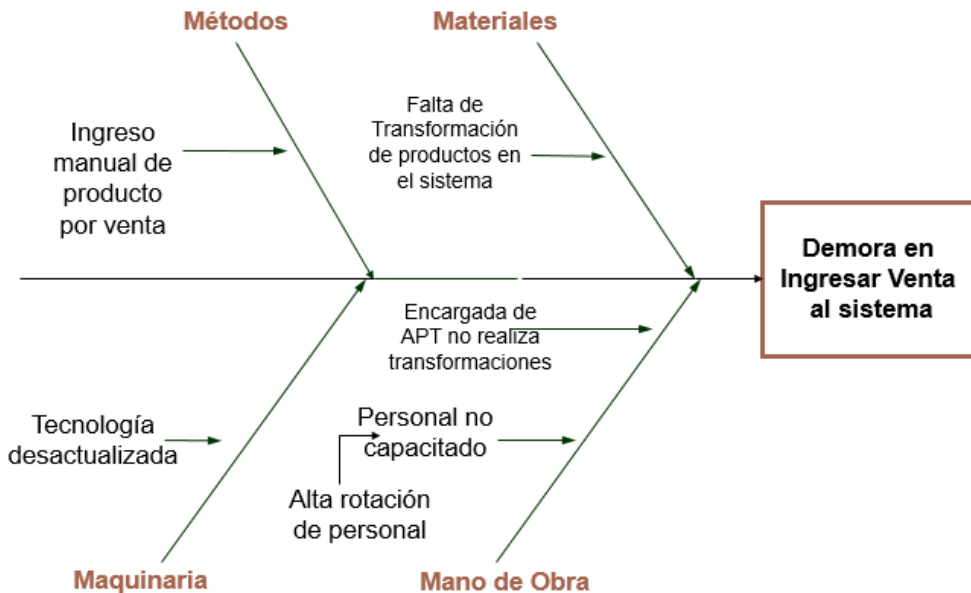 Métodos
Materiales
Ingreso
manual de
producto
por venta
Falta de
Transformación
de productos en
el sistema
Demora en
Ingresar Venta
al sistema
Encargada de
APT no realiza
transformaciones
Tecnología
desactualizada
Personal no
capacitado
Alta rotación
de personal
Maquinaria
Mano de Obra